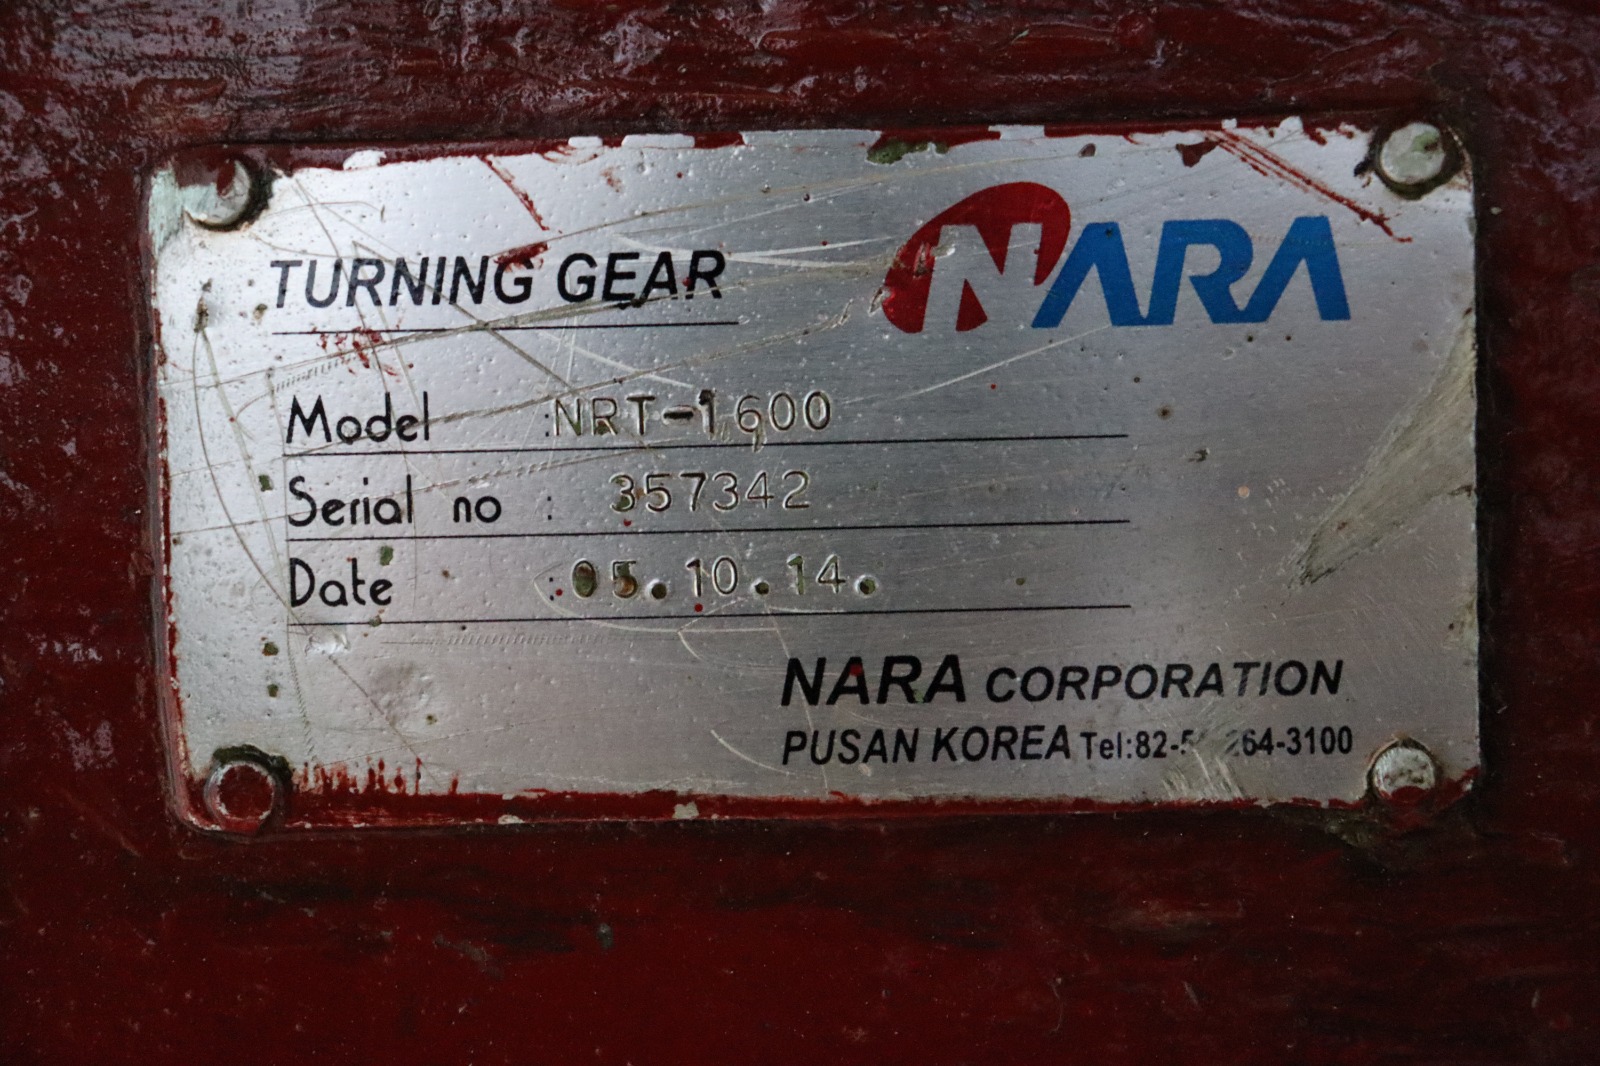 TURNING GEAR
NARA
Model :NRT-1600
Serial no : 357342
Date :05.10.14.
NARA CORPORATION
PUSAN KOREA